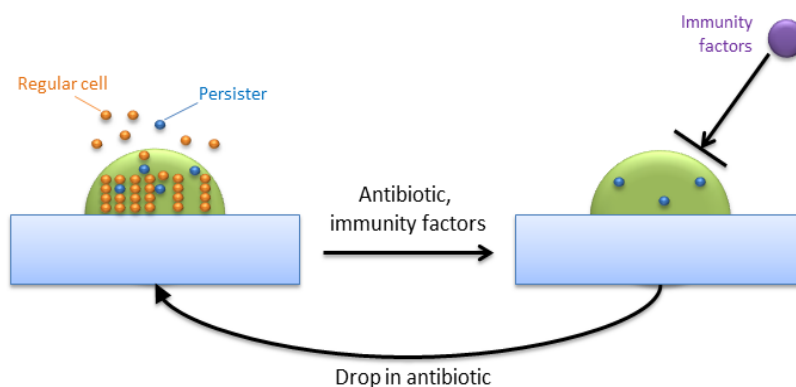 Immunity
factors
Regular cell
Persister
Antibiotic,
immunity factors
Drop in antibiotic